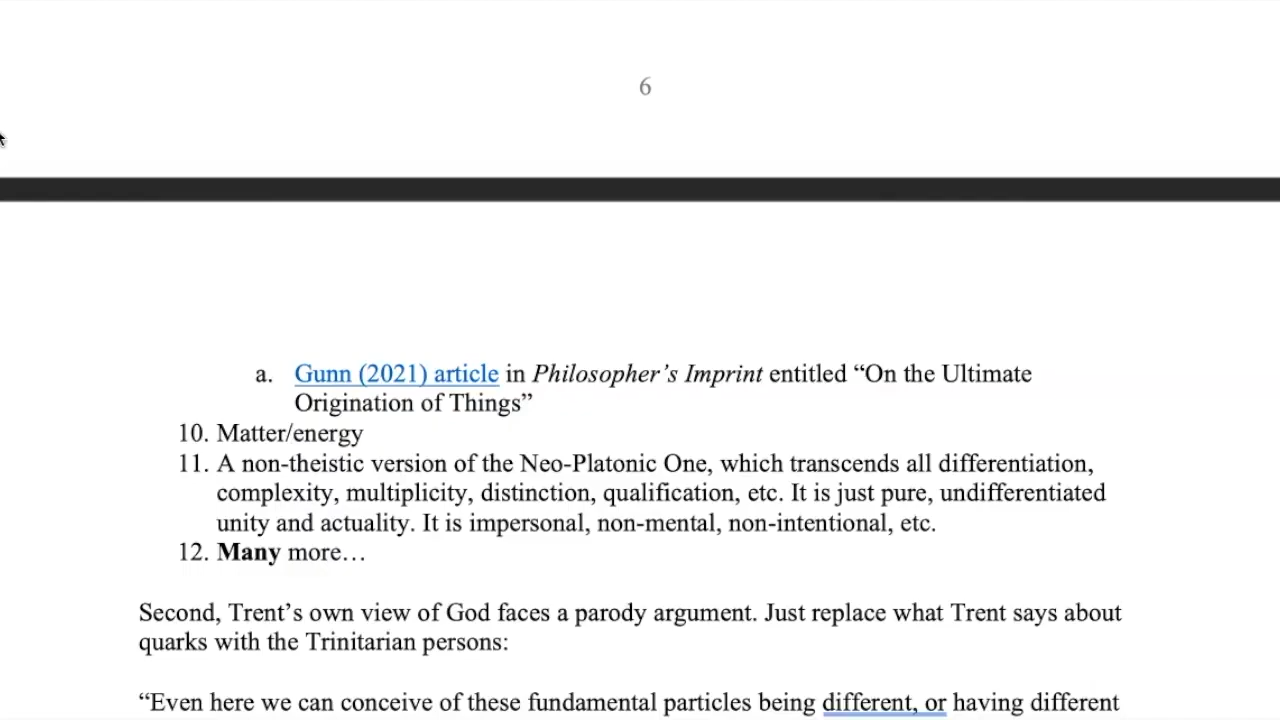 6
a. Gunn (2021) article in Philosopher’s Imprint entitled “On the Ultimate
Origination of Things”
10. Matter/energy
11. A non-theistic version of the Neo-Platonic One, which transcends all differentiation,
complexity, multiplicity, distinction, qualification, etc. It is just pure, undifferentiated
unity and actuality. It is impersonal, non-mental, non-intentional, etc.
12. Many more…
Second, Trent’s own view of God faces a parody argument. Just replace what Trent says about
quarks with the Trinitarian persons:
“Even here we can conceive of these fundamental particles being different, or having different